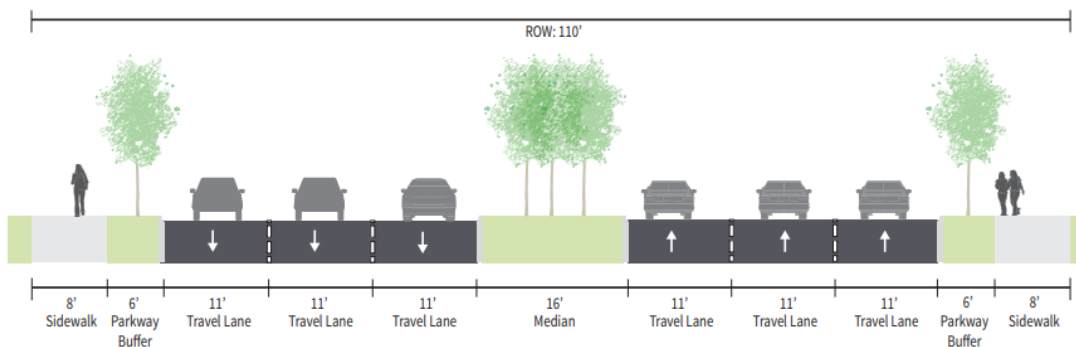 ROW: 110'
8' 6' 11' 11' 11' 16' 11' 11' 11' 6' 8'
Sidewalk Parkway Travel Lane Travel Lane Travel Lane Median Travel Lane Travel Lane Travel Lane Parkway Sidewalk
Buffer Buffer